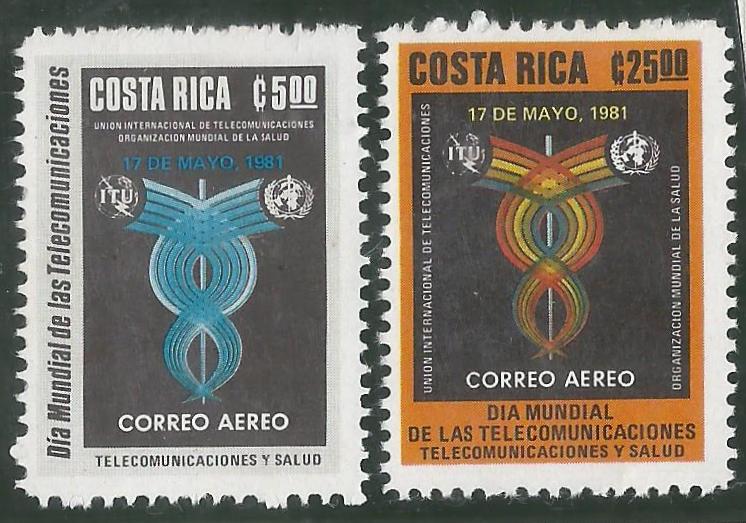 COSTA RICA ₡5.00
UNION INTERNACIONAL DE TELECOMUNICACIONES
ORGANIZACION MUNDIAL DE LA SALUD
17 DE MAYO, 1981
ITU
CORREO AEREO
TELECOMUNICACIONES Y SALUD
Día Mundial de las Telecomunicaciones
COSTA RICA ₡25.00
17 DE MAYO, 1981
ITU
UNION INTERNACIONAL DE TELECOMUNICACIONES
ORGANIZACION MUNDIAL DE LA SALUD
CORREO AEREO
DIA MUNDIAL
DE LAS TELECOMUNICACIONES
TELECOMUNICACIONES Y SALUD